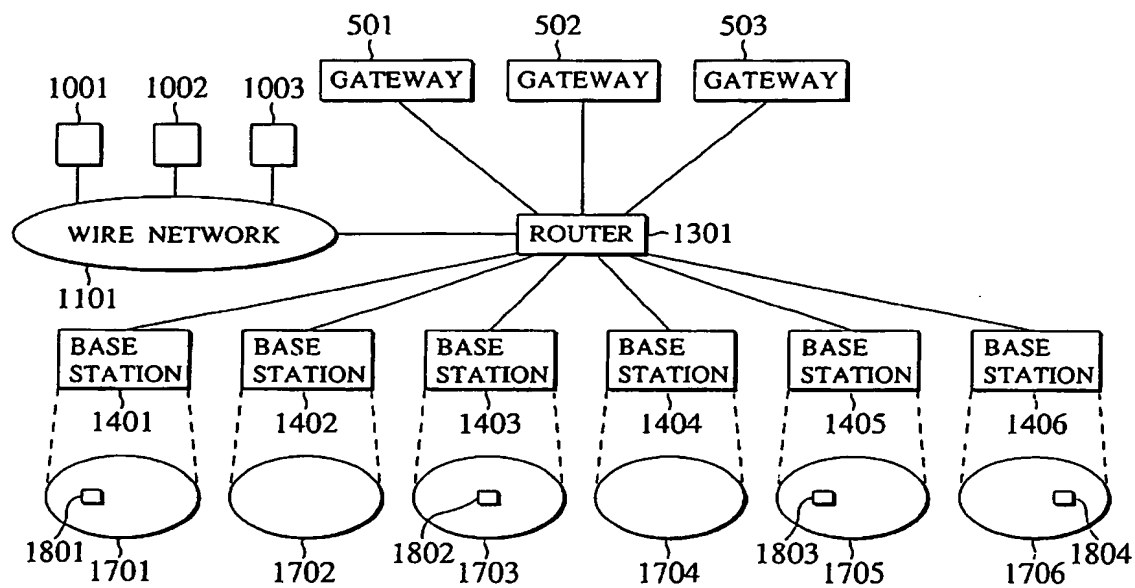 501 502 503
GATEWAY GATEWAY GATEWAY
1001 1002 1003
WIRE NETWORK
ROUTER 1301
1101
BASE STATION BASE STATION BASE STATION BASE STATION BASE STATION BASE STATION
1401 1402 1403 1404 1405 1406
1801 1802 1803 1804
1701 1702 1703 1704 1705 1706